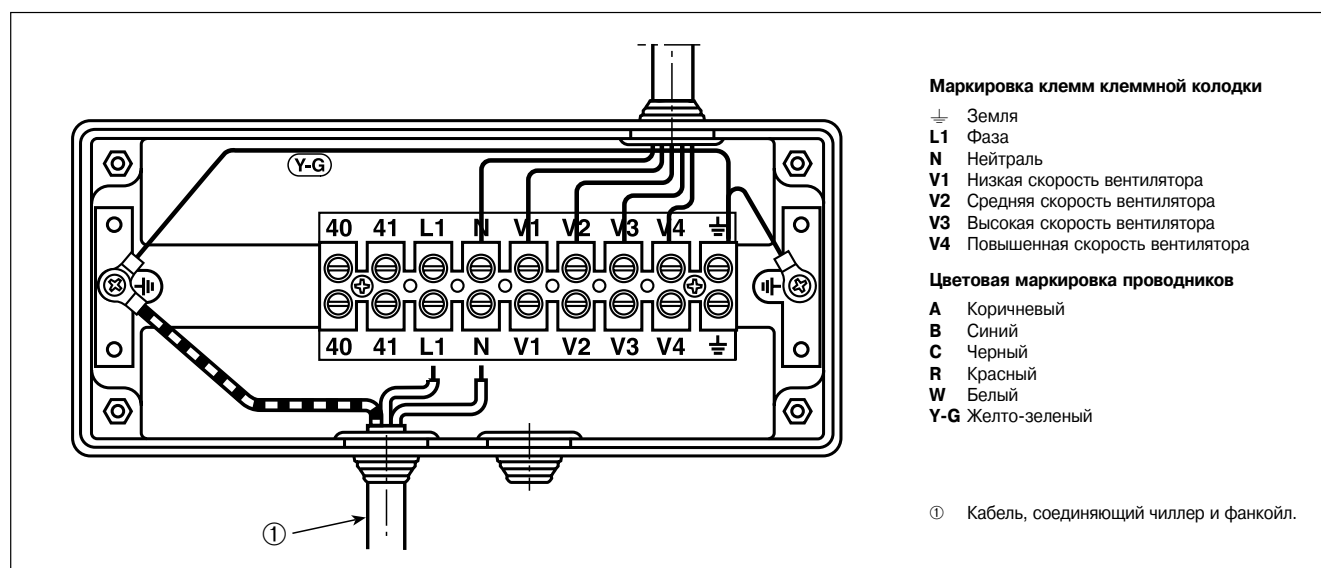 Y-G
40 41 L1 N V1 V2 V3 V4 ⏚
40 41 L1 N V1 V2 V3 V4 ⏚
①
Маркировка клемм клеммной колодки
⏚ Земля
L1 Фаза
N Нейтраль
V1 Низкая скорость вентилятора
V2 Средняя скорость вентилятора
V3 Высокая скорость вентилятора
V4 Повышенная скорость вентилятора
Цветовая маркировка проводников
A Коричневый
B Синий
C Черный
R Красный
W Белый
Y-G Желто-зеленый
① Кабель, соединяющий чиллер и фанкойл.